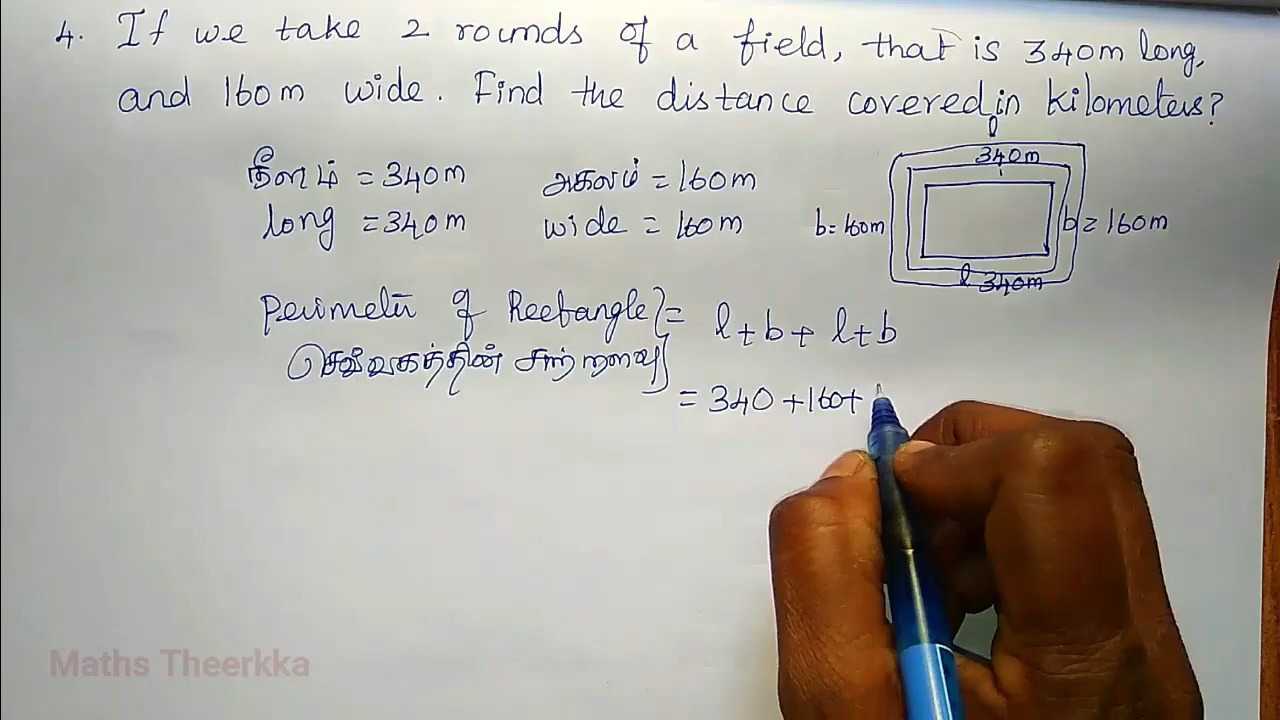 4. If we take 2 rounds of a field, that is 340m long,
and 160m wide. Find the distance covered in kilometers?
நீளம் = 340m அகலம் = 160m
long = 340m wide = 160m
l
340m
b=160m
b = 160m
l 340m
Perimeter of Rectangle } = l + b + l + b
செவ்வகத்தின் சுற்றளவு
= 340 + 160 +
Maths Theerkka